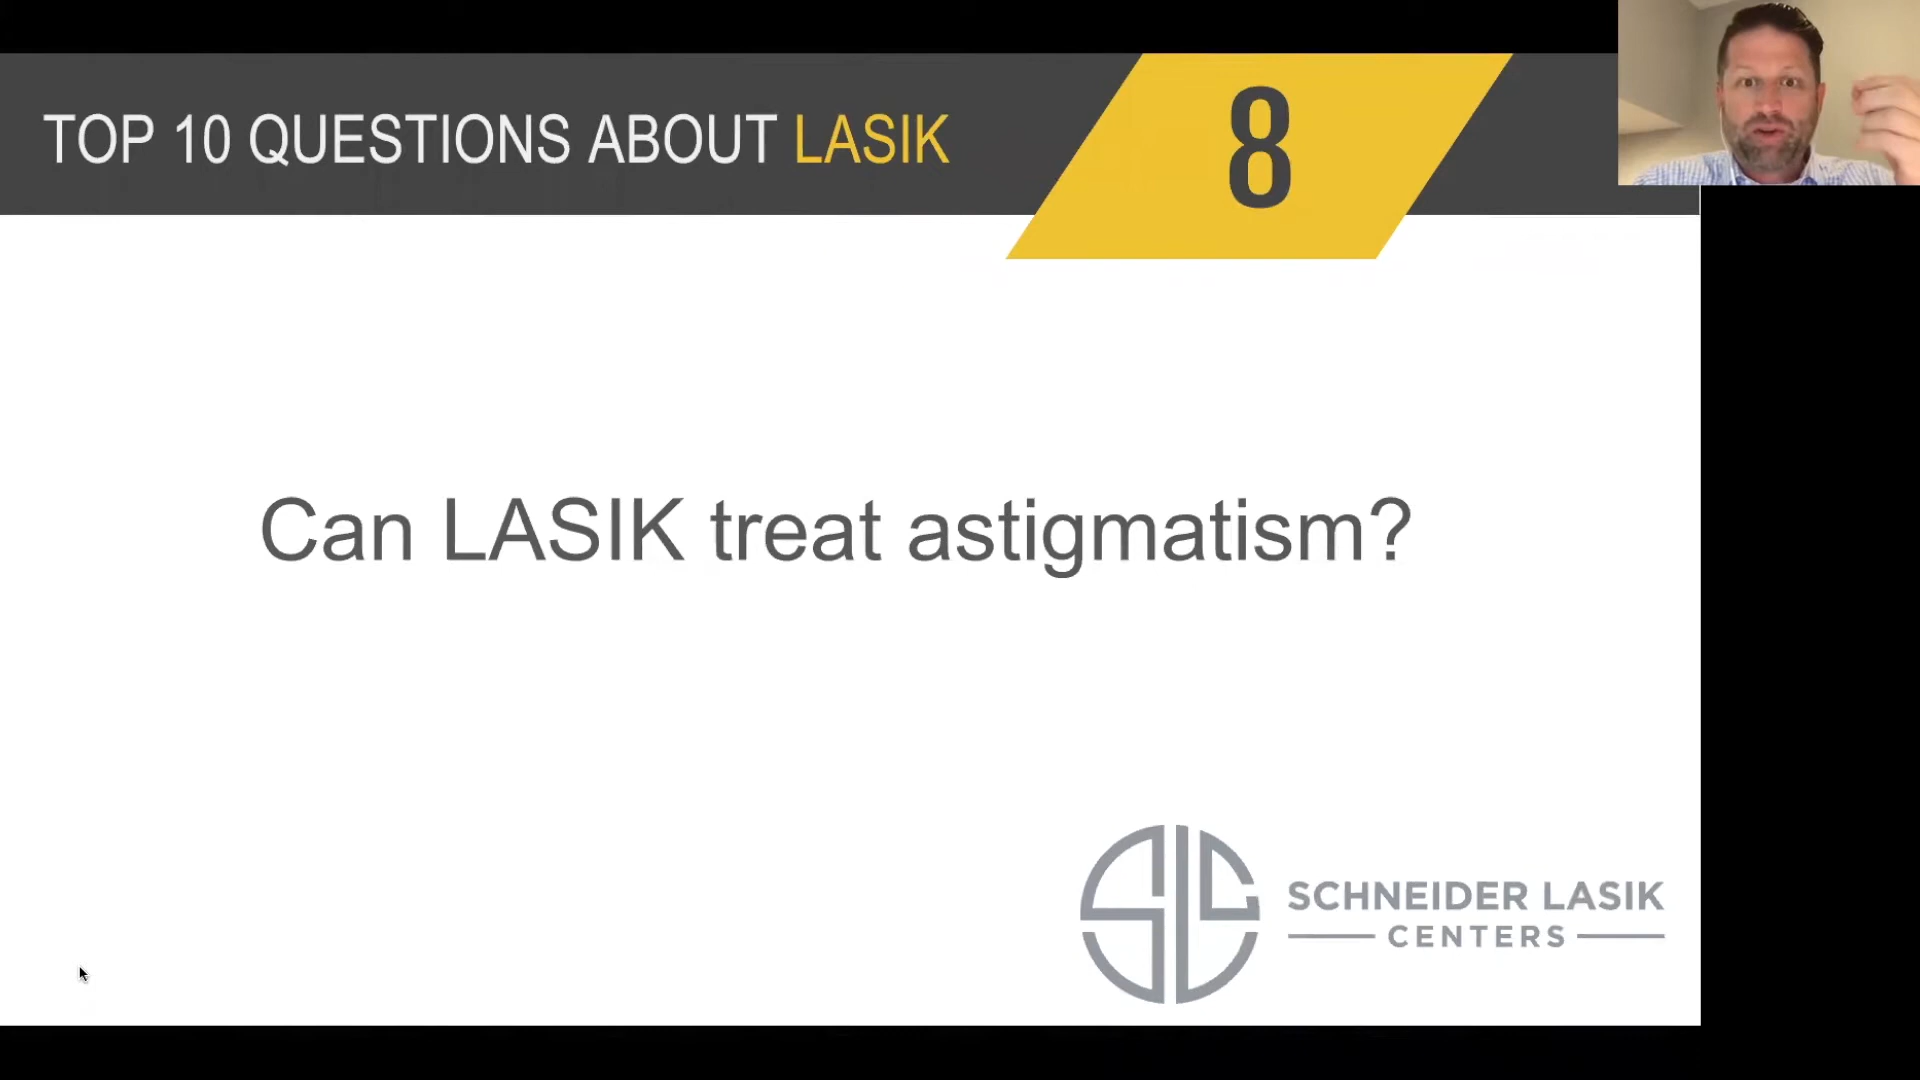 TOP 10 QUESTIONS ABOUT LASIK
8
Can LASIK treat astigmatism?
SCHNEIDER LASIK
CENTERS